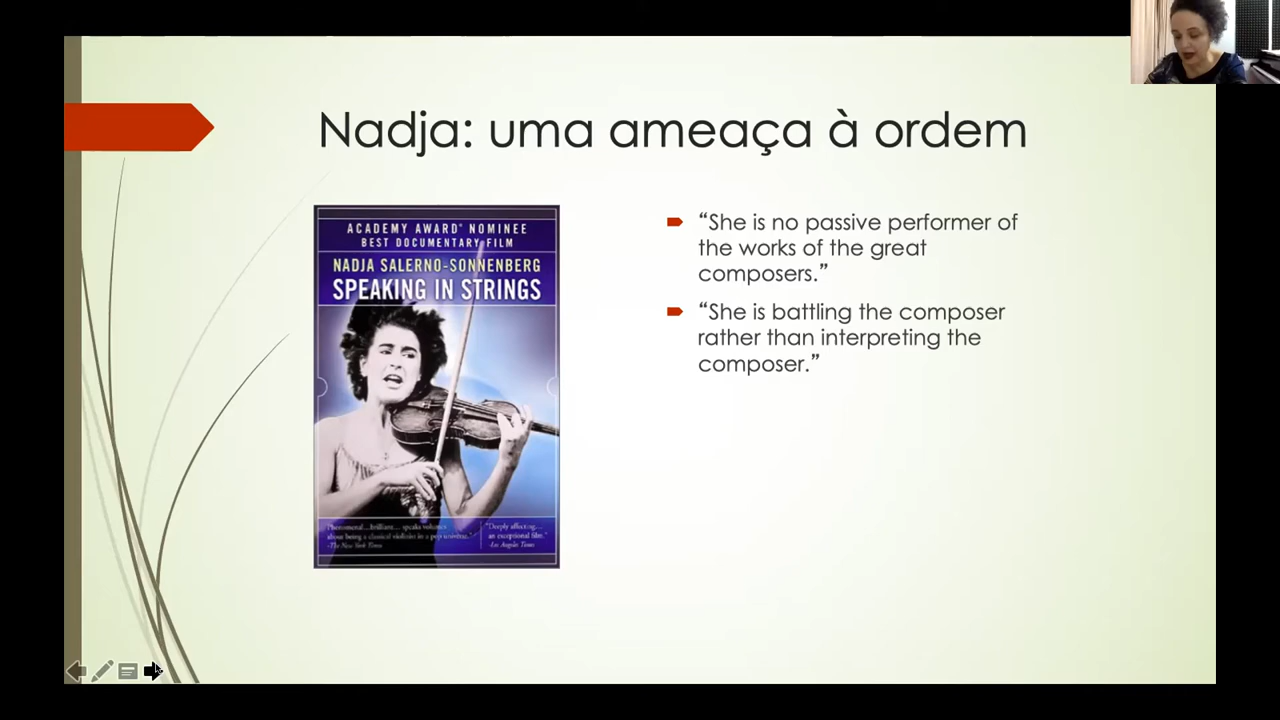 Nadja: uma ameaça à ordem
ACADEMY AWARD® NOMINEE
BEST DOCUMENTARY FILM
NADJA SALERNO-SONNENBERG
SPEAKING IN STRINGS
"Phenomenal...brilliant... speaks volumes
about being a classical violinist in a pop universe."
-The New York Times
"Deeply affecting...
an exceptional film."
-Los Angeles Times
“She is no passive performer of
the works of the great
composers.”
“She is battling the composer
rather than interpreting the
composer.”